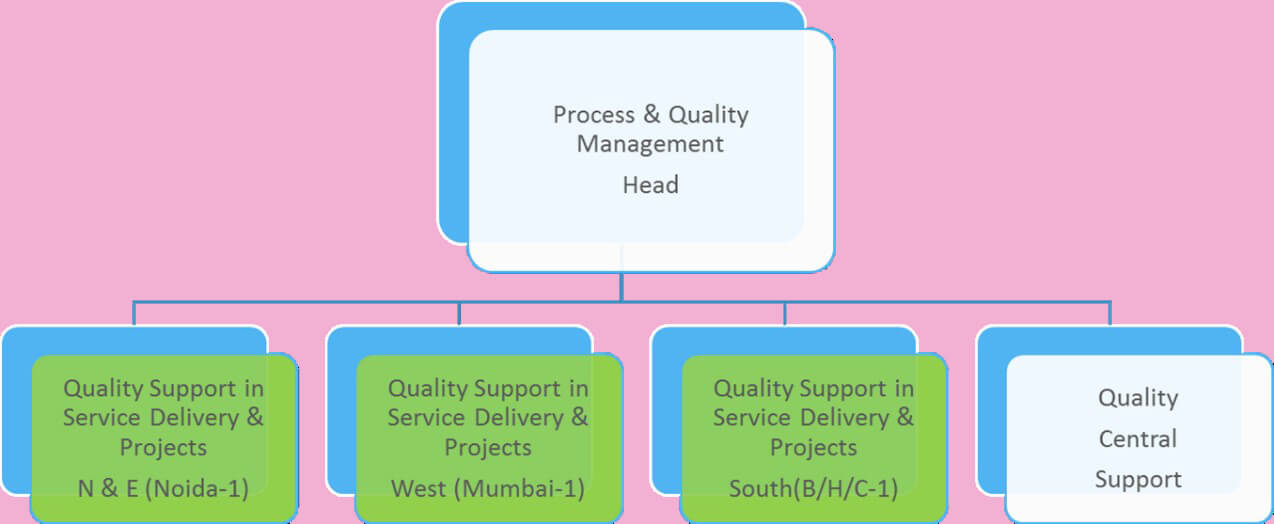 Process & Quality
Management
Head
Quality Support in
Service Delivery &
Projects
N & E (Noida-1)
Quality Support in
Service Delivery &
Projects
West (Mumbai-1)
Quality Support in
Service Delivery &
Projects
South(B/H/C-1)
Quality
Central
Support